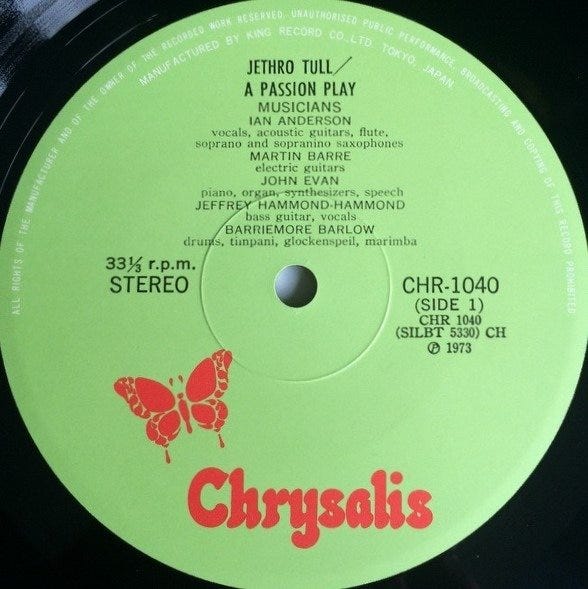 ALL RIGHTS OF THE MANUFACTURER AND OF THE OWNER OF THE RECORDED WORK RESERVED. UNAUTHORISED PUBLIC PERFORMANCE, BROADCASTING AND COPYING OF THIS RECORD PROHIBITED
MANUFACTURED BY KING RECORD CO., LTD. TOKYO, JAPAN
JETHRO TULL/
A PASSION PLAY
MUSICIANS
IAN ANDERSON
vocals, acoustic guitars, flute,
soprano and sopranino saxophones
MARTIN BARRE
electric guitars
JOHN EVAN
piano, organ, synthesizers, speech
JEFFREY HAMMOND-HAMMOND
bass guitar, vocals
BARRIEMORE BARLOW
drums, timpani, glockenspeil, marimba
33⅓ r.p.m.
STEREO
CHR-1040
(SIDE 1)
CHR 1040
(SILBT 5330) CH
℗ 1973
Chrysalis